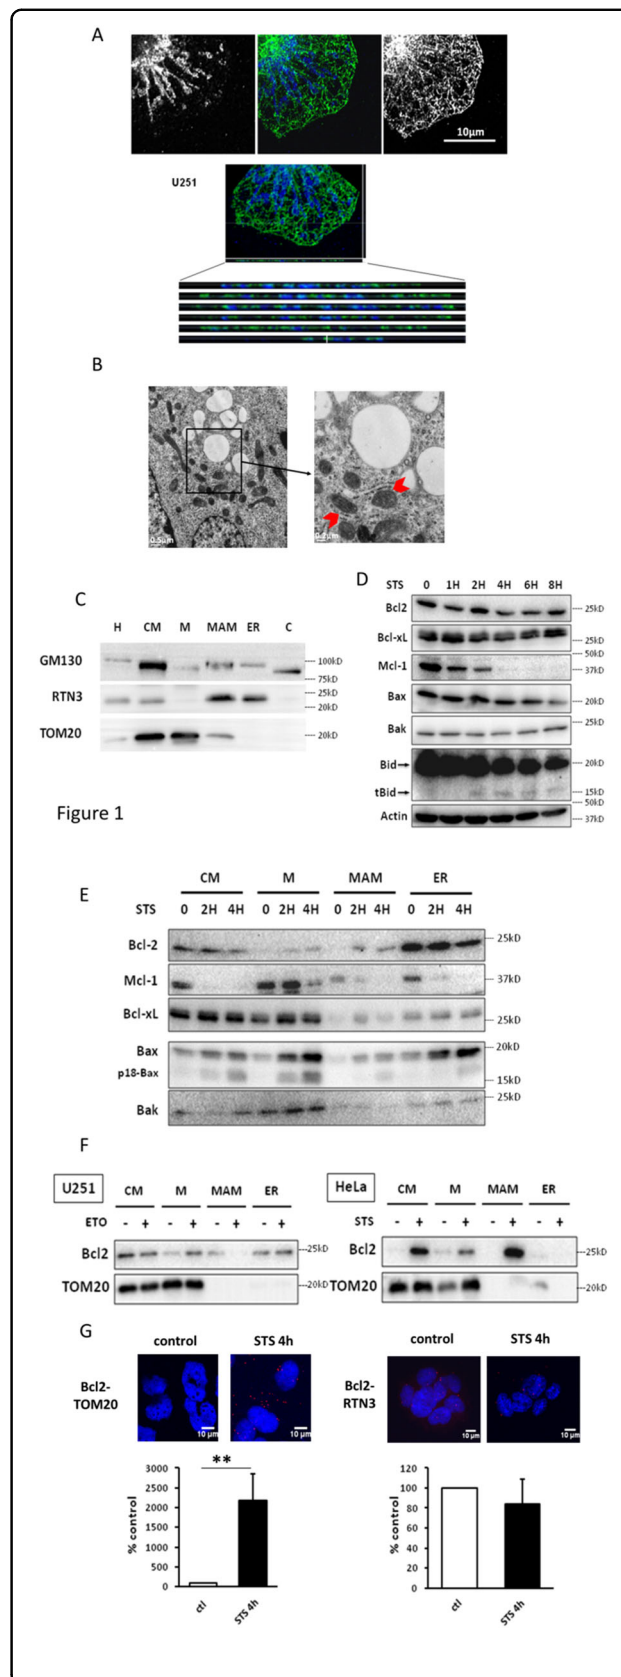 A
10µm
U251
B
0.5µm
0.2µm
C
H CM M MAM ER C
GM130
100kD
75kD
RTN3
25kD
20kD
TOM20
20kD
D
STS 0 1H 2H 4H 6H 8H
Bcl2
25kD
Bcl-xL
25kD
50kD
Mcl-1
37kD
Bax
20kD
25kD
Bak
Bid
20kD
tBid
15kD
50kD
Actin
37kD
Figure 1
E
CM M MAM ER
STS 0 2H 4H 0 2H 4H 0 2H 4H 0 2H 4H
Bcl-2
25kD
Mcl-1
37kD
Bcl-xL
25kD
Bax
20kD
p18-Bax
15kD
Bak
25kD
F
U251
CM M MAM ER
ETO - + - + - + - +
Bcl2
25kD
TOM20
20kD
HeLa
CM M MAM ER
STS - + - + - + - +
Bcl2
25kD
TOM20
20kD
G
control STS 4h
Bcl2-
TOM20
10 µm 10 µm
**
% control
3000
2500
2000
1500
1000
500
0
ctl
STS 4h
control STS 4h
Bcl2-
RTN3
10 µm 10 µm
% control
120
100
80
60
40
20
0
ctl
STS 4h